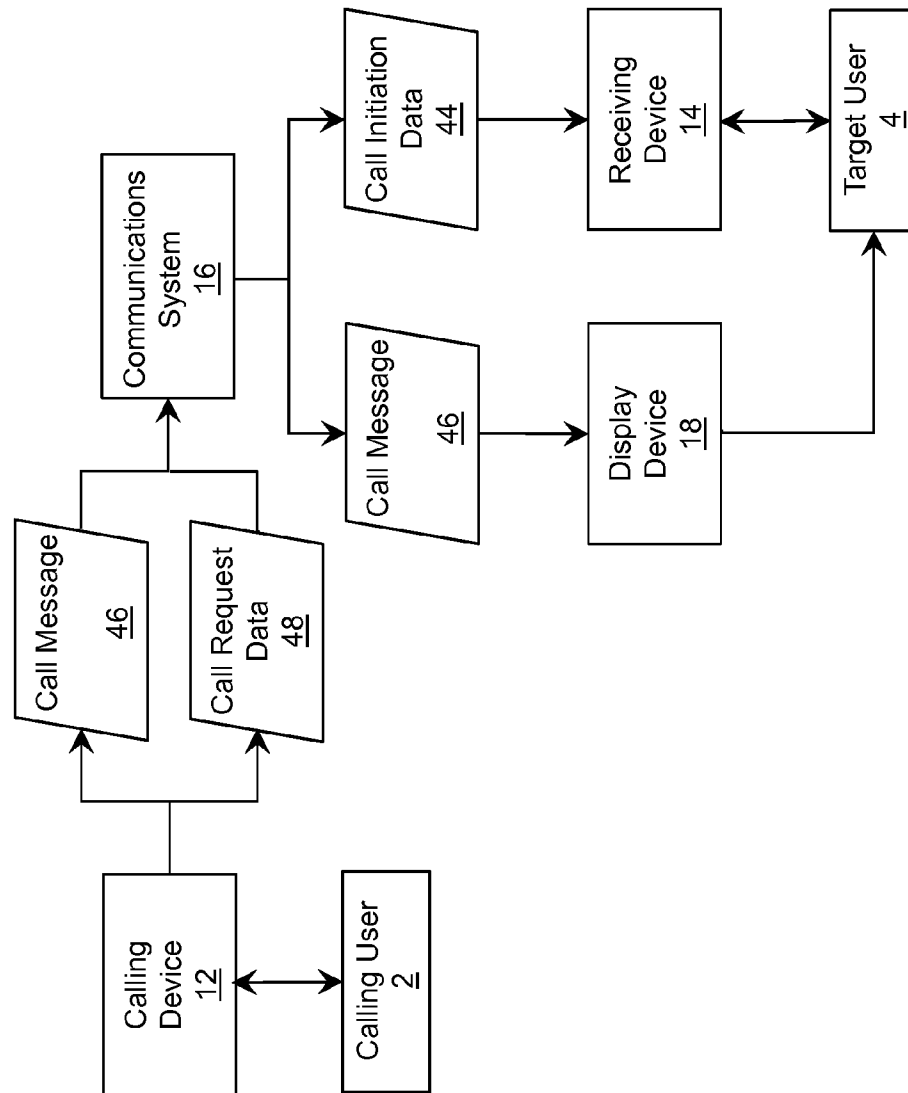 Calling
Device
12
Calling User
2
Call Message
46
Call Request
Data
48
Communications
System
16
Call Message
46
Call Initiation
Data
44
Display
Device
18
Receiving
Device
14
Target User
4